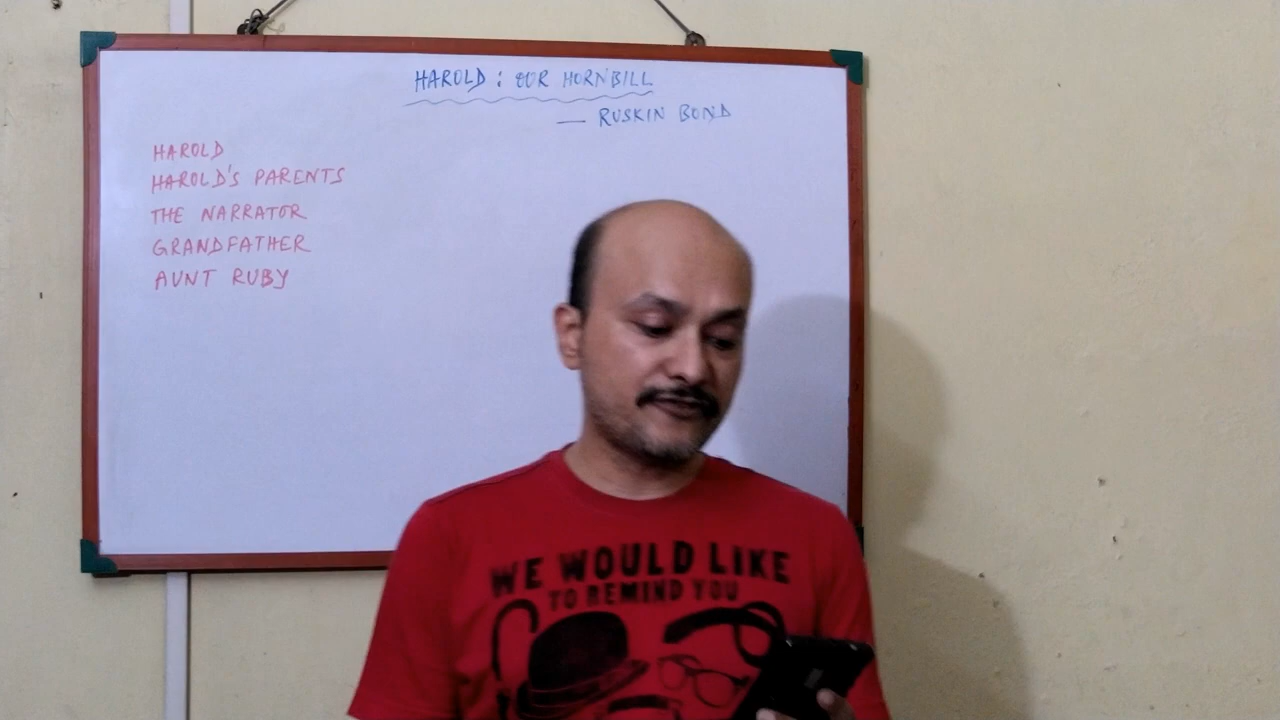 HAROLD : OUR HORNBILL
— RUSKIN BOND
HAROLD
HAROLD'S PARENTS
THE NARRATOR
GRANDFATHER
AUNT RUBY
WE WOULD LIKE
TO REMIND YOU